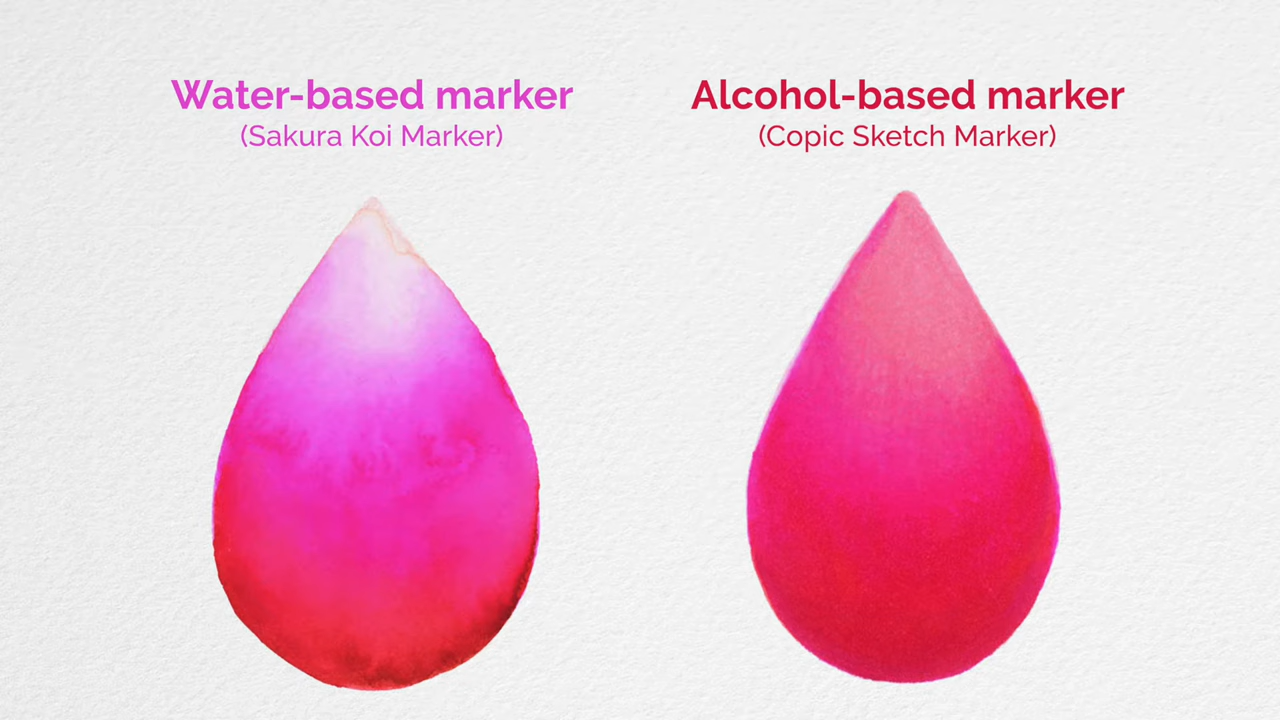 Water-based marker
(Sakura Koi Marker)
Alcohol-based marker
(Copic Sketch Marker)